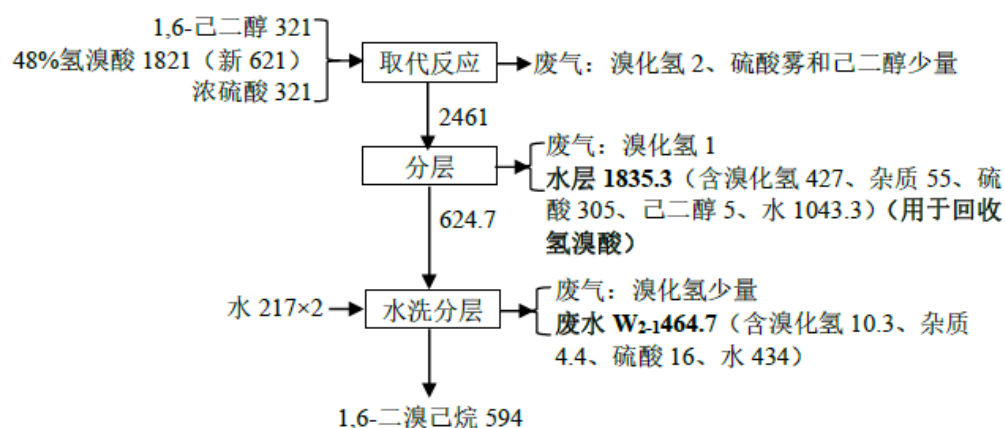 1,6-己二醇 321
48%氢溴酸 1821（新 621）
浓硫酸 321
取代反应
废气：溴化氢 2、硫酸雾和己二醇少量
2461
分层
废气：溴化氢 1
水层 1835.3（含溴化氢 427、杂质 55、硫
酸 305、己二醇 5、水 1043.3）（用于回收
氢溴酸）
624.7
水 217×2
水洗分层
废气：溴化氢少量
废水 W2-1464.7（含溴化氢 10.3、杂质
4.4、硫酸 16、水 434）
1,6-二溴己烷 594